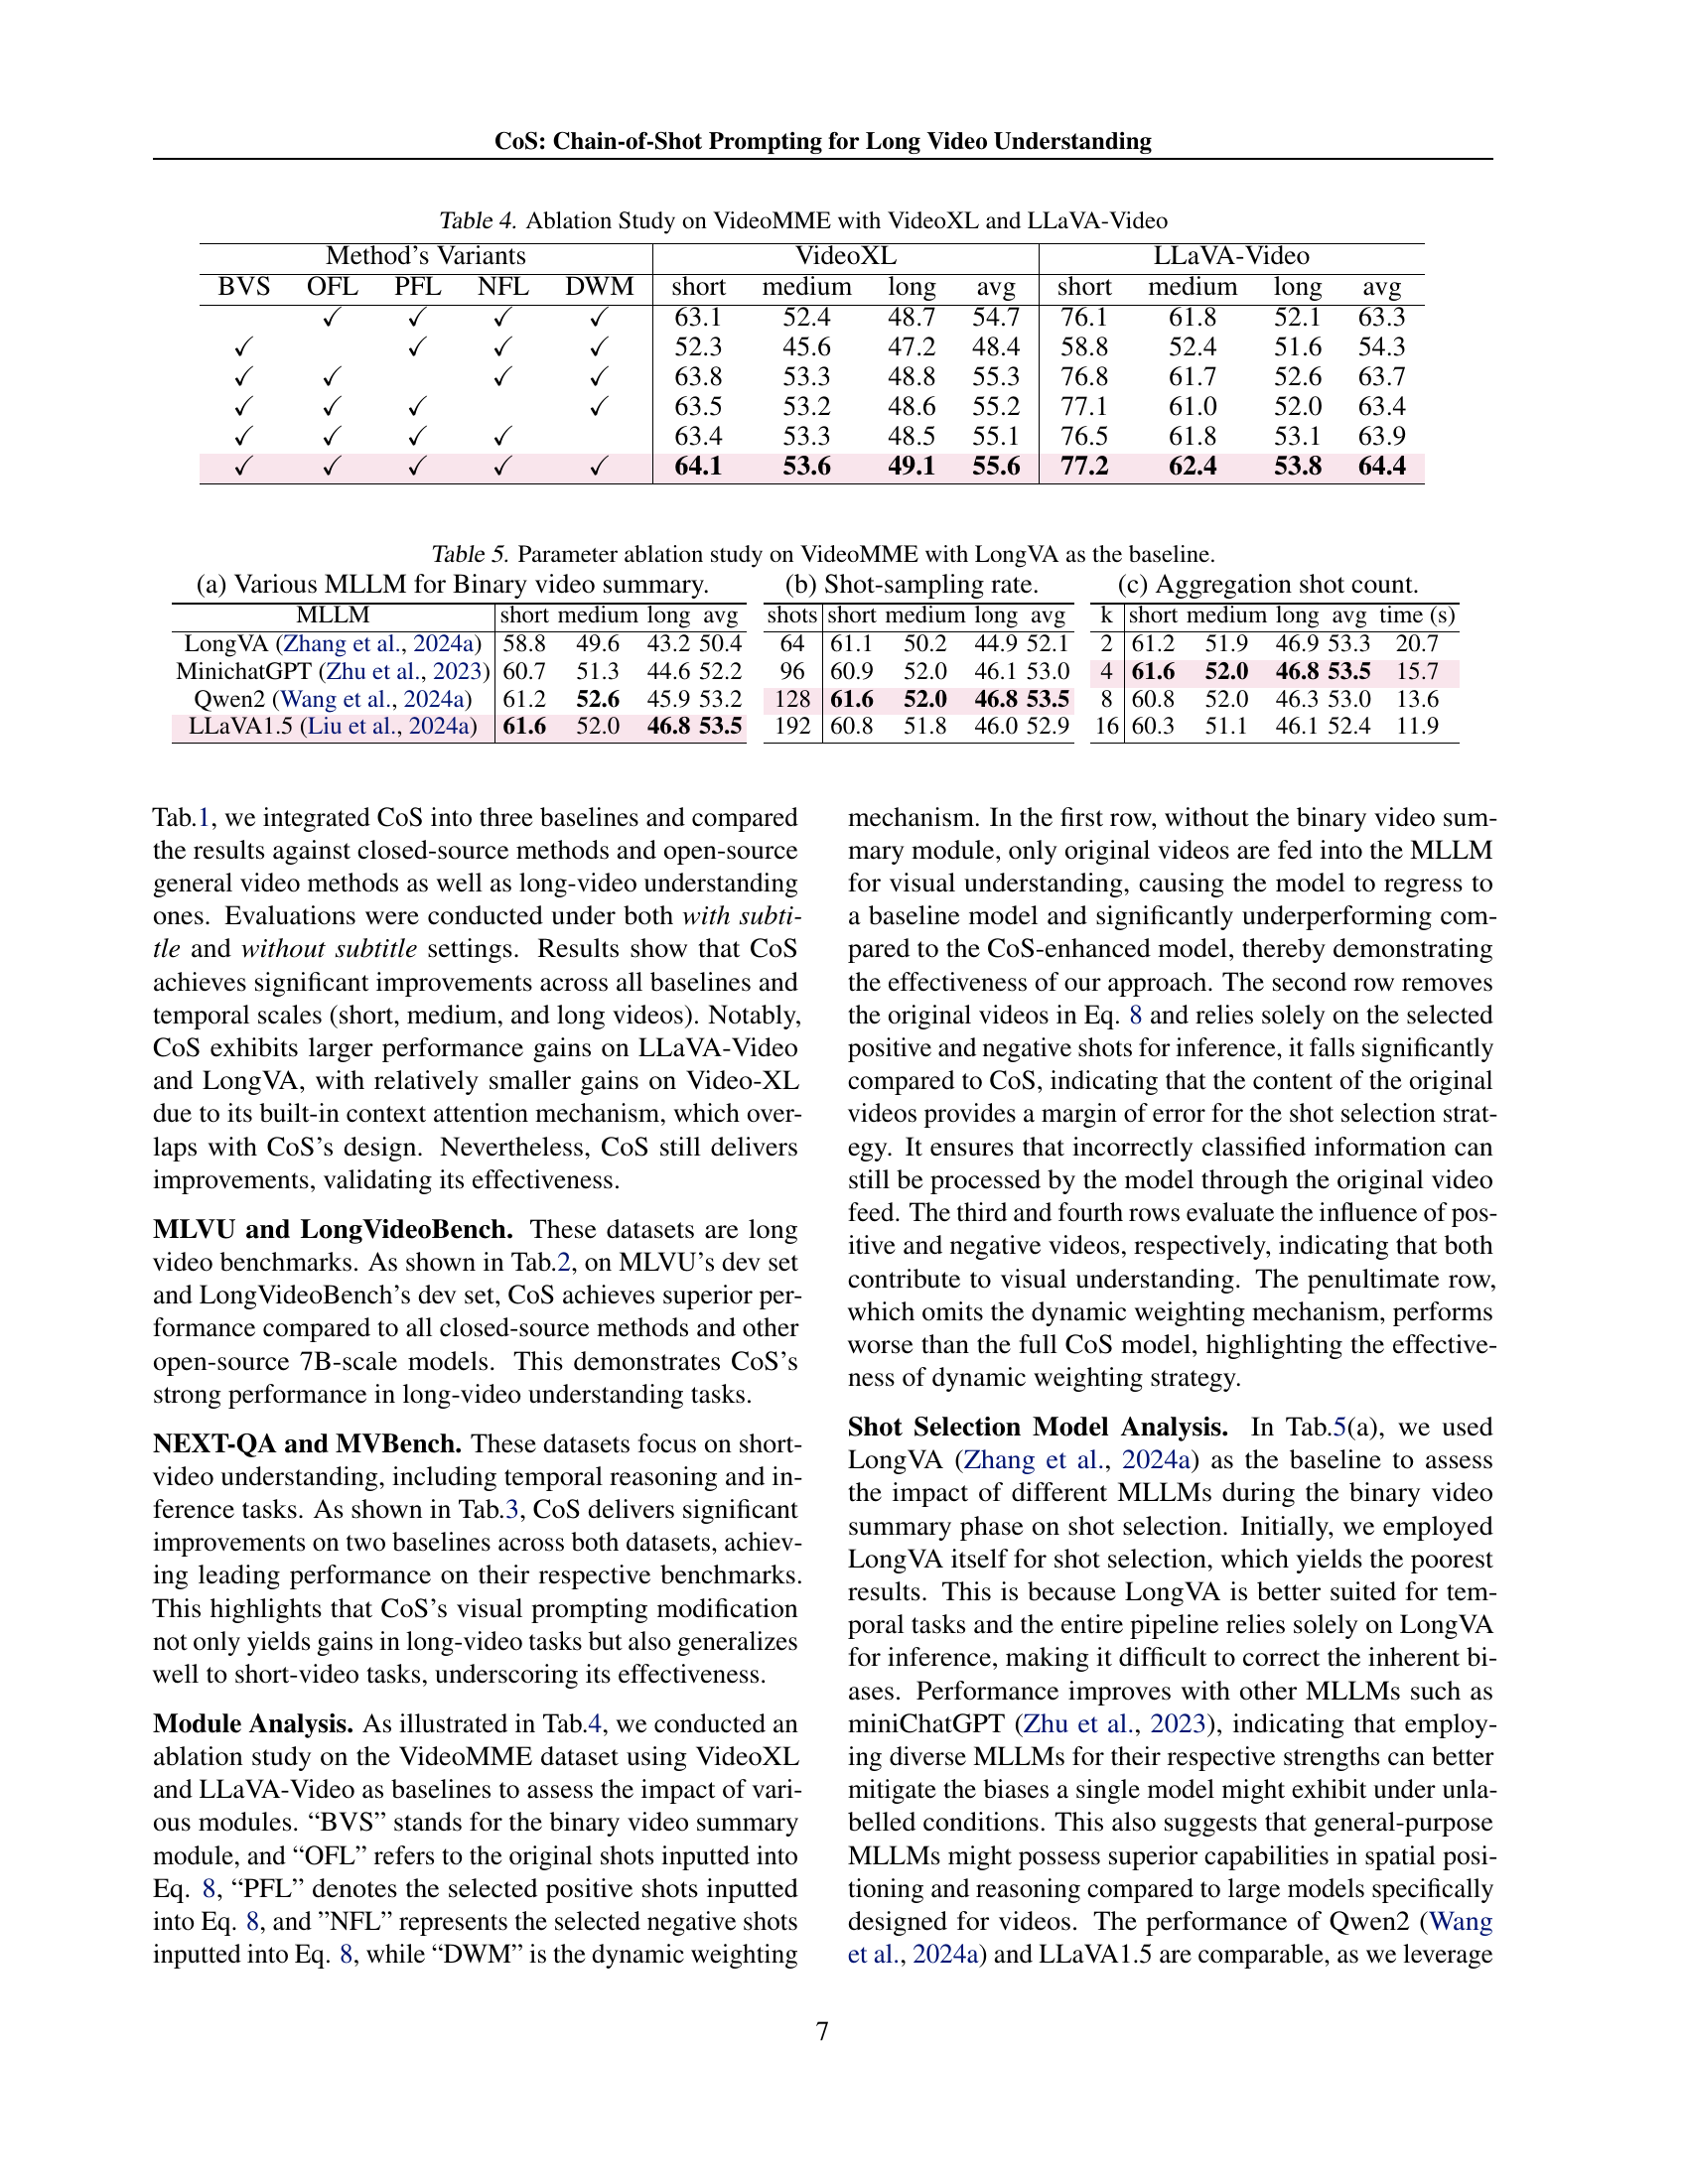 CoS: Chain-of-Shot Prompting for Long Video Understanding
Table 4. Ablation Study on VideoMME with VideoXL and LLaVA-Video
Method's Variants VideoXL LLaVA-Video
BVS OFL PFL NFL DWM short medium long avg short medium long avg
✓ ✓ ✓ ✓ 63.1 52.4 48.7 54.7 76.1 61.8 52.1 63.3
✓ ✓ ✓ ✓ 52.3 45.6 47.2 48.4 58.8 52.4 51.6 54.3
✓ ✓ ✓ ✓ 63.8 53.3 48.8 55.3 76.8 61.7 52.6 63.7
✓ ✓ ✓ ✓ 63.5 53.2 48.6 55.2 77.1 61.0 52.0 63.4
✓ ✓ ✓ ✓ 63.4 53.3 48.5 55.1 76.5 61.8 53.1 63.9
✓ ✓ ✓ ✓ ✓ 64.1 53.6 49.1 55.6 77.2 62.4 53.8 64.4
Table 5. Parameter ablation study on VideoMME with LongVA as the baseline.
(a) Various MLLM for Binary video summary.
MLLM short medium long avg
LongVA (Zhang et al., 2024a) 58.8 49.6 43.2 50.4
MinichatGPT (Zhu et al., 2023) 60.7 51.3 44.6 52.2
Qwen2 (Wang et al., 2024a) 61.2 52.6 45.9 53.2
LLaVA1.5 (Liu et al., 2024a) 61.6 52.0 46.8 53.5
(b) Shot-sampling rate.
shots short medium long avg
64 61.1 50.2 44.9 52.1
96 60.9 52.0 46.1 53.0
128 61.6 52.0 46.8 53.5
192 60.8 51.8 46.0 52.9
(c) Aggregation shot count.
k short medium long avg time (s)
2 61.2 51.9 46.9 53.3 20.7
4 61.6 52.0 46.8 53.5 15.7
8 60.8 52.0 46.3 53.0 13.6
16 60.3 51.1 46.1 52.4 11.9
Tab.1, we integrated CoS into three baselines and compared
the results against closed-source methods and open-source
general video methods as well as long-video understanding
ones. Evaluations were conducted under both with subti-
tle and without subtitle settings. Results show that CoS
achieves significant improvements across all baselines and
temporal scales (short, medium, and long videos). Notably,
CoS exhibits larger performance gains on LLaVA-Video
and LongVA, with relatively smaller gains on Video-XL
due to its built-in context attention mechanism, which over-
laps with CoS's design. Nevertheless, CoS still delivers
improvements, validating its effectiveness.
MLVU and LongVideoBench. These datasets are long
video benchmarks. As shown in Tab.2, on MLVU's dev set
and LongVideoBench's dev set, CoS achieves superior per-
formance compared to all closed-source methods and other
open-source 7B-scale models. This demonstrates CoS's
strong performance in long-video understanding tasks.
NEXT-QA and MVBench. These datasets focus on short-
video understanding, including temporal reasoning and in-
ference tasks. As shown in Tab.3, CoS delivers significant
improvements on two baselines across both datasets, achiev-
ing leading performance on their respective benchmarks.
This highlights that CoS's visual prompting modification
not only yields gains in long-video tasks but also generalizes
well to short-video tasks, underscoring its effectiveness.
Module Analysis. As illustrated in Tab.4, we conducted an
ablation study on the VideoMME dataset using VideoXL
and LLaVA-Video as baselines to assess the impact of vari-
ous modules. “BVS” stands for the binary video summary
module, and “OFL” refers to the original shots inputted into
Eq. 8, “PFL” denotes the selected positive shots inputted
into Eq. 8, and ”NFL” represents the selected negative shots
inputted into Eq. 8, while “DWM” is the dynamic weighting
mechanism. In the first row, without the binary video sum-
mary module, only original videos are fed into the MLLM
for visual understanding, causing the model to regress to
a baseline model and significantly underperforming com-
pared to the CoS-enhanced model, thereby demonstrating
the effectiveness of our approach. The second row removes
the original videos in Eq. 8 and relies solely on the selected
positive and negative shots for inference, it falls significantly
compared to CoS, indicating that the content of the original
videos provides a margin of error for the shot selection strat-
egy. It ensures that incorrectly classified information can
still be processed by the model through the original video
feed. The third and fourth rows evaluate the influence of pos-
itive and negative videos, respectively, indicating that both
contribute to visual understanding. The penultimate row,
which omits the dynamic weighting mechanism, performs
worse than the full CoS model, highlighting the effective-
ness of dynamic weighting strategy.
Shot Selection Model Analysis. In Tab.5(a), we used
LongVA (Zhang et al., 2024a) as the baseline to assess
the impact of different MLLMs during the binary video
summary phase on shot selection. Initially, we employed
LongVA itself for shot selection, which yields the poorest
results. This is because LongVA is better suited for tem-
poral tasks and the entire pipeline relies solely on LongVA
for inference, making it difficult to correct the inherent bi-
ases. Performance improves with other MLLMs such as
miniChatGPT (Zhu et al., 2023), indicating that employ-
ing diverse MLLMs for their respective strengths can better
mitigate the biases a single model might exhibit under unla-
belled conditions. This also suggests that general-purpose
MLLMs might possess superior capabilities in spatial posi-
tioning and reasoning compared to large models specifically
designed for videos. The performance of Qwen2 (Wang
et al., 2024a) and LLaVA1.5 are comparable, as we leverage
7